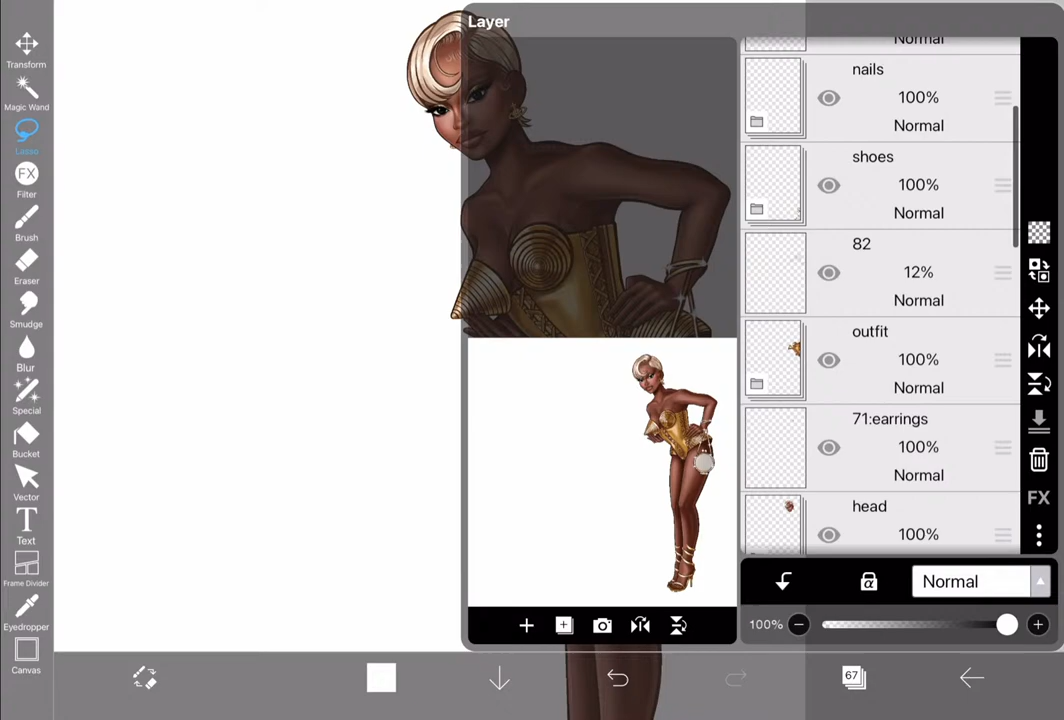 Layer
Transform
Magic Wand
Lasso
FX
Filter
Brush
Eraser
Smudge
Blur
Special
Bucket
Vector
T
Text
Frame Divider
Eyedropper
Canvas
Normal
nails
100%
Normal
shoes
100%
Normal
82
12%
Normal
outfit
100%
Normal
71:earrings
100%
Normal
head
100%
FX
α
Normal
100%
67